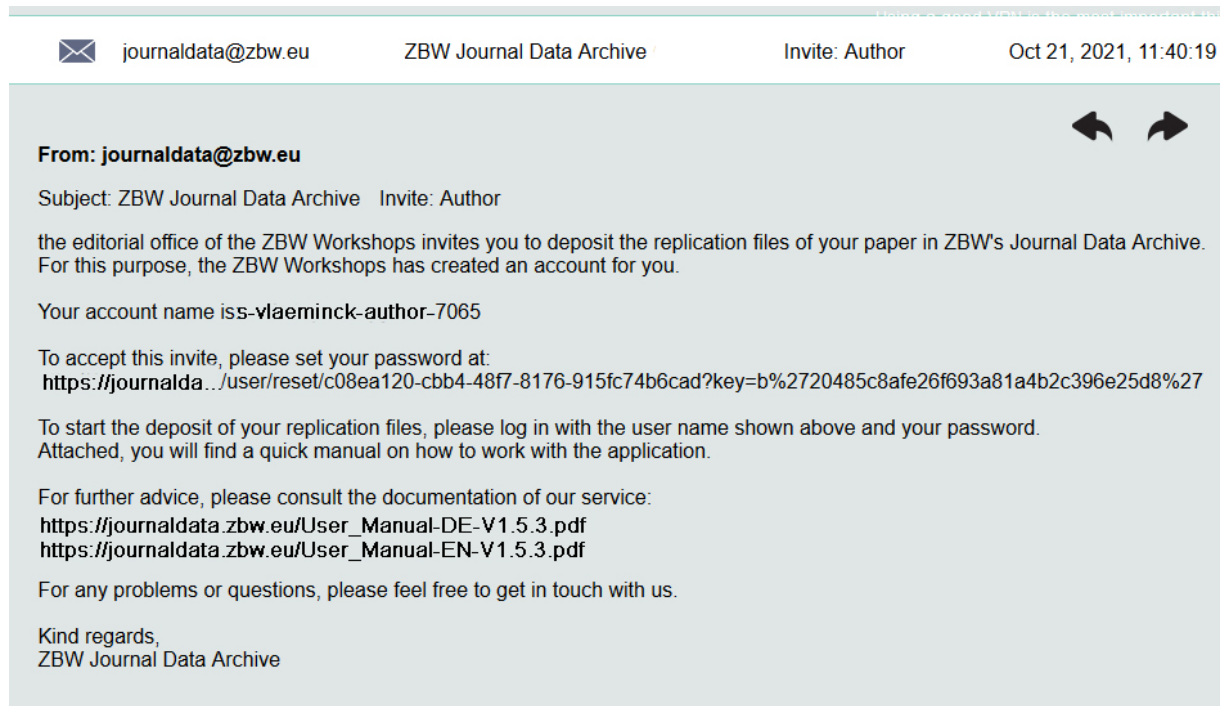 Using a good VPN is the most important thi
journaldata@zbw.eu ZBW Journal Data Archive Invite: Author Oct 21, 2021, 11:40:19
From: journaldata@zbw.eu
Subject: ZBW Journal Data Archive Invite: Author
the editorial office of the ZBW Workshops invites you to deposit the replication files of your paper in ZBW's Journal Data Archive.
For this purpose, the ZBW Workshops has created an account for you.
Your account name iss-vlaeminck-author-7065
To accept this invite, please set your password at:
https://journalda../user/reset/c08ea120-cbb4-48f7-8176-915fc74b6cad?key=b%2720485c8afe26f693a81a4b2c396e25d8%27
To start the deposit of your replication files, please log in with the user name shown above and your password.
Attached, you will find a quick manual on how to work with the application.
For further advice, please consult the documentation of our service:
https://journaldata.zbw.eu/User_Manual-DE-V1.5.3.pdf
https://journaldata.zbw.eu/User_Manual-EN-V1.5.3.pdf
For any problems or questions, please feel free to get in touch with us.
Kind regards,
ZBW Journal Data Archive